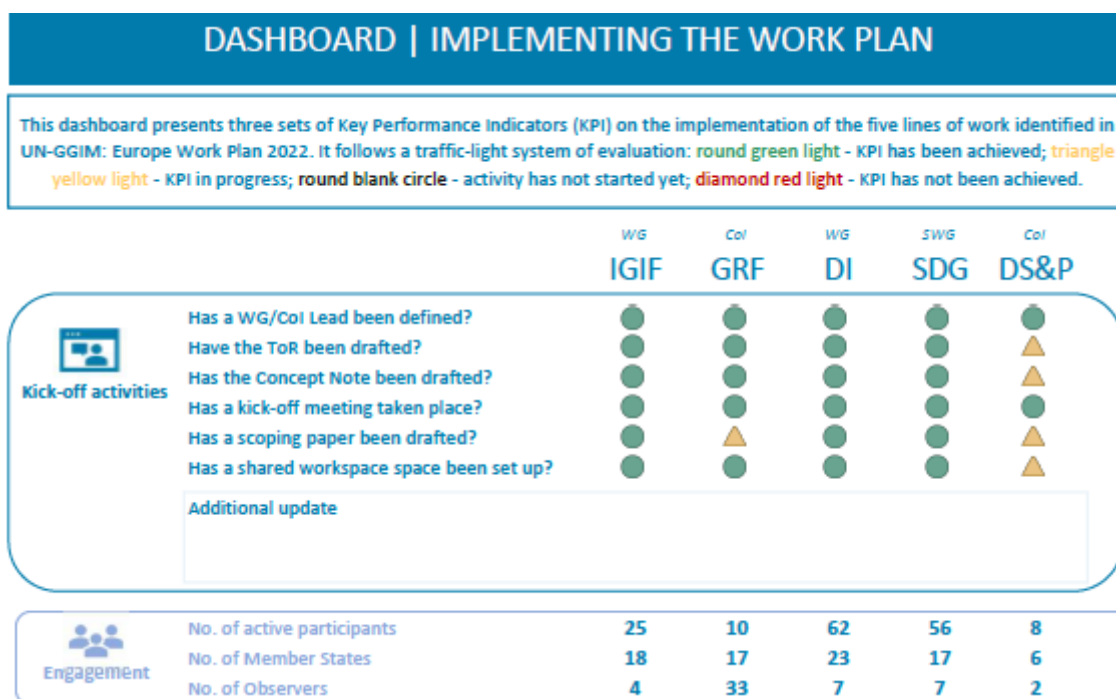 DASHBOARD | IMPLEMENTING THE WORK PLAN
This dashboard presents three sets of Key Performance Indicators (KPI) on the implementation of the five lines of work identified in
UN-GGIM: Europe Work Plan 2022. It follows a traffic-light system of evaluation: round green light - KPI has been achieved; triangle
yellow light - KPI in progress; round blank circle - activity has not started yet; diamond red light - KPI has not been achieved.
WG CoI WG SWG CoI
IGIF GRF DI SDG DS&P
Kick-off activities
Has a WG/CoI Lead been defined?
Have the ToR been drafted?
Has the Concept Note been drafted?
Has a kick-off meeting taken place?
Has a scoping paper been drafted?
Has a shared workspace space been set up?
Additional update
Engagement
No. of active participants 25 10 62 56 8
No. of Member States 18 17 23 17 6
No. of Observers 4 33 7 7 2